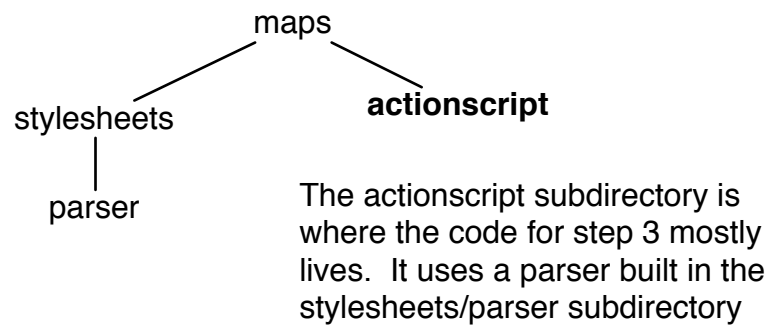 maps
actionscript
stylesheets
parser
The actionscript subdirectory is
where the code for step 3 mostly
lives.  It uses a parser built in the
stylesheets/parser subdirectory